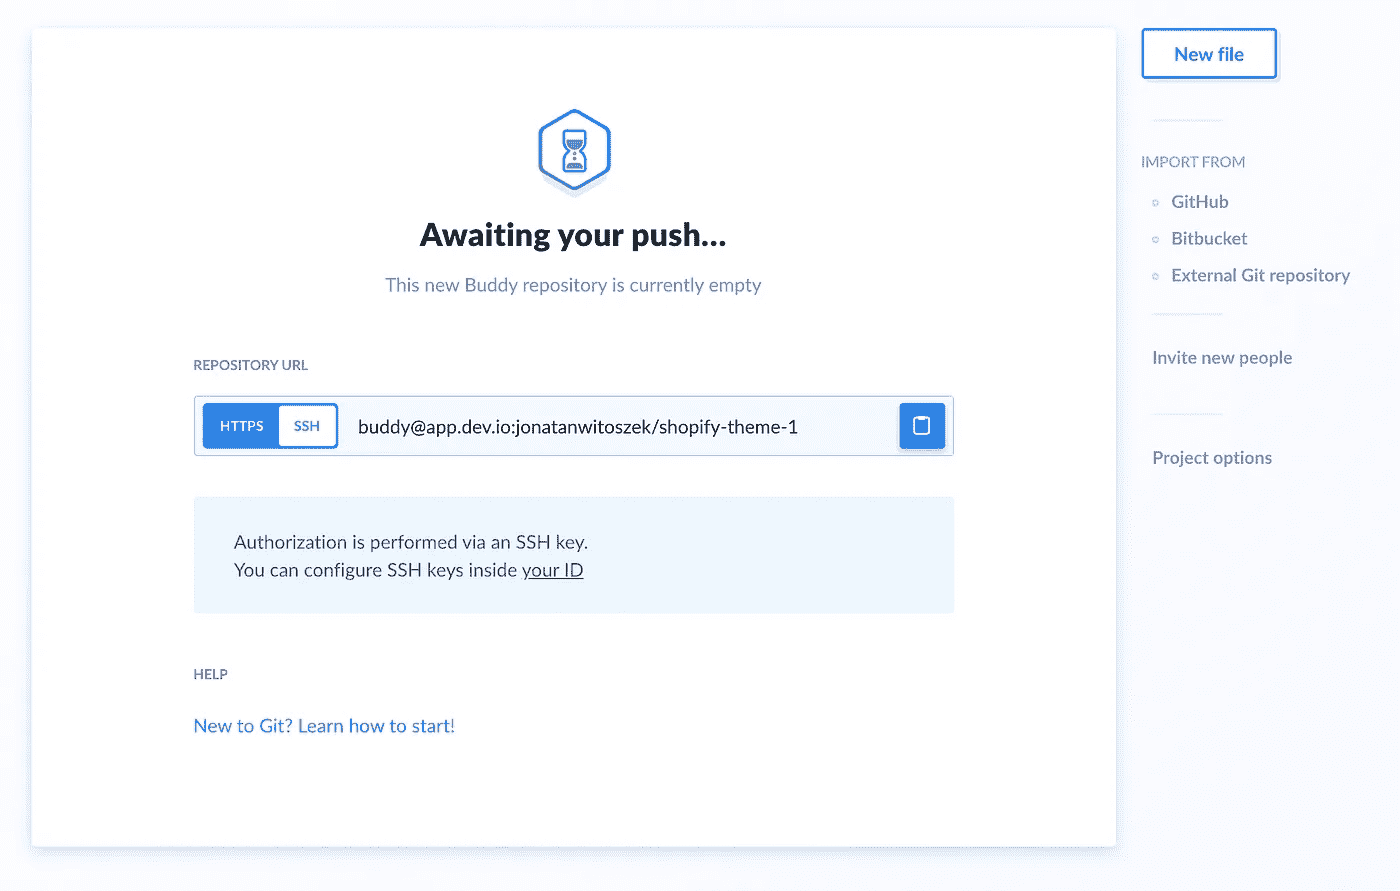 Awaiting your push...
This new Buddy repository is currently empty
REPOSITORY URL
HTTPS SSH buddy@app.dev.io:jonatanwitoszek/shopify-theme-1
Authorization is performed via an SSH key.
You can configure SSH keys inside your ID
HELP
New to Git? Learn how to start!
New file
IMPORT FROM
GitHub
Bitbucket
External Git repository
Invite new people
Project options